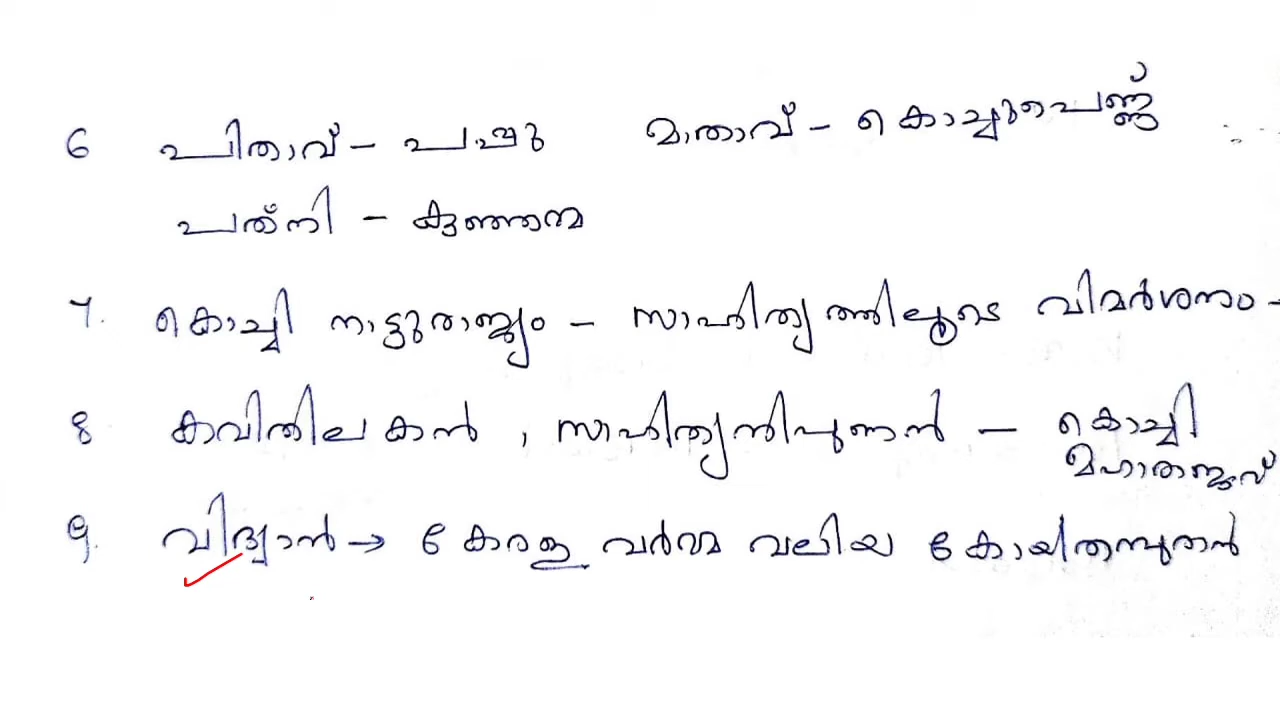 6 പിതാവ് - പപ്പു മാതാവ് - കൊച്ചുപെണ്ണ്
പത്നി - കുഞ്ഞമ്മ
7. കൊച്ചി നാട്ടുരാജ്യം - സാഹിത്യത്തിലൂടെ വിമർശനം -
8 കവിതിലകൻ , സാഹിത്യനിപുണൻ - കൊച്ചി
മഹാരാജാവ്
9. വിദ്വാൻ → കേരള വർമ്മ വലിയ കോയിതമ്പുരാൻ